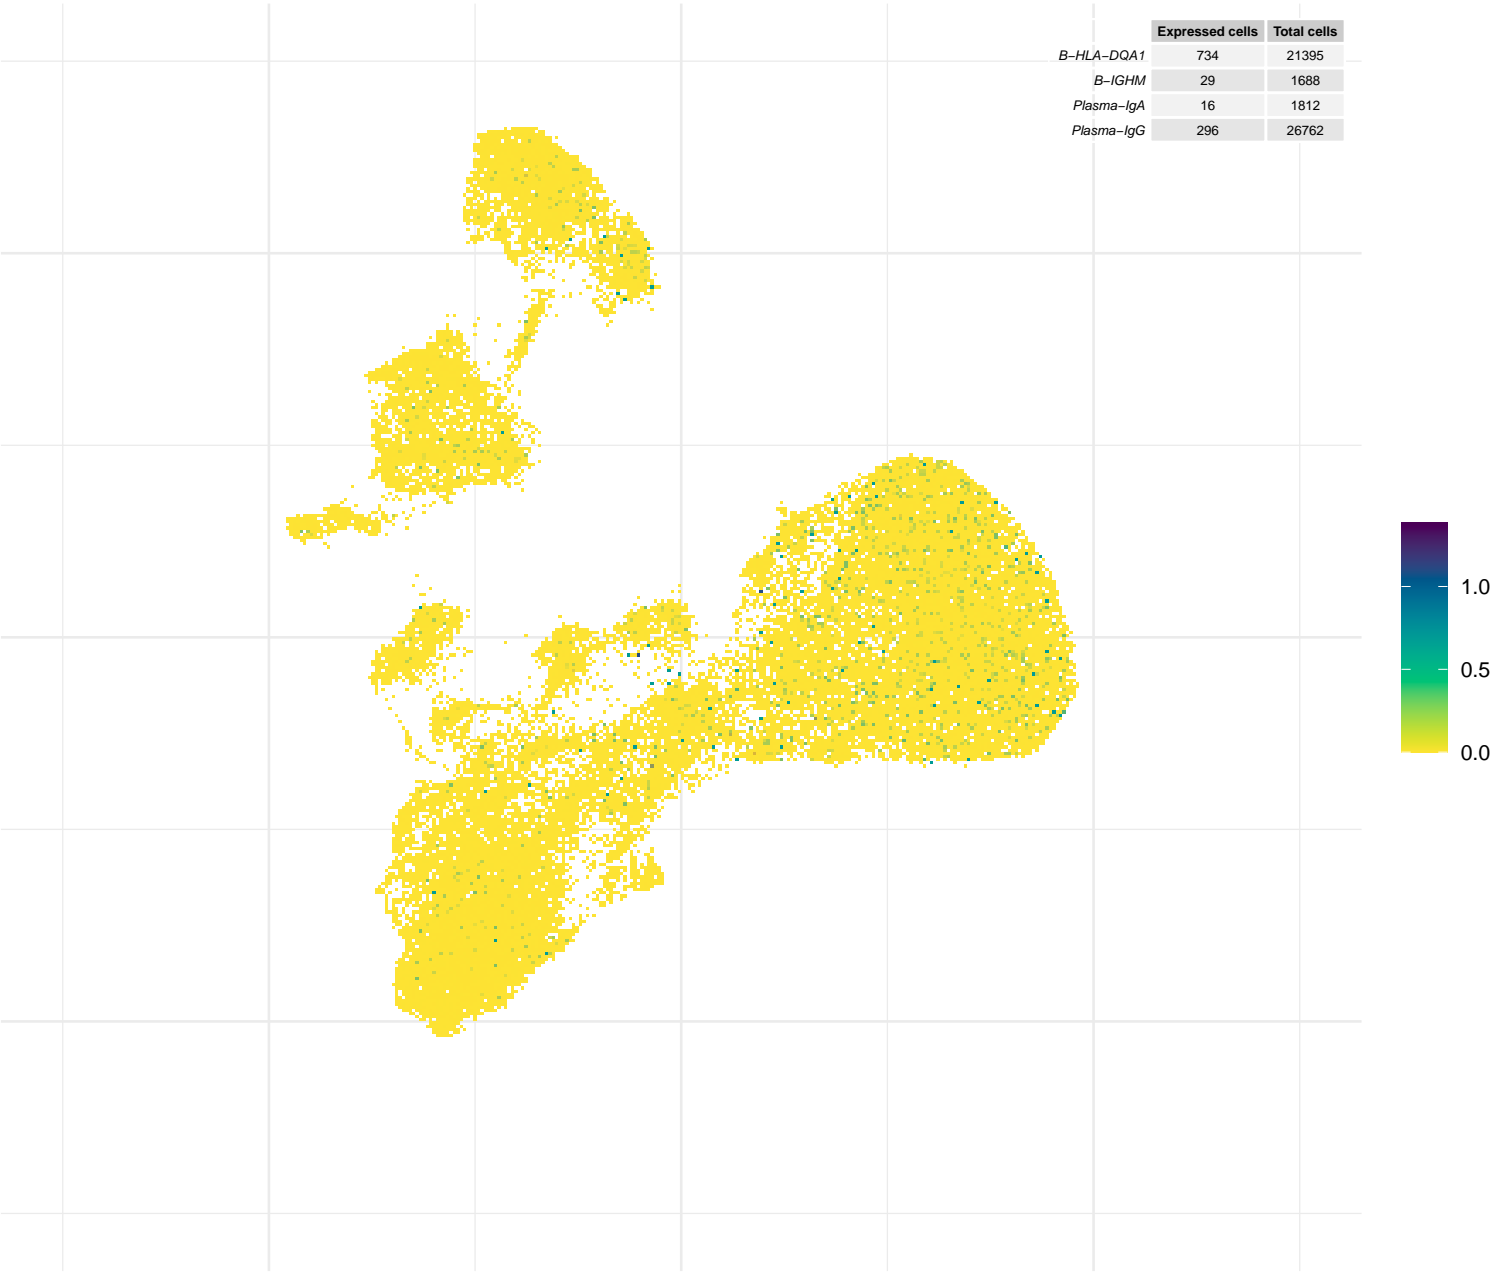 Expressed cells Total cells
B−HLA−DQA1 734 21395
B−IGHM 29 1688
Plasma−IgA 16 1812
Plasma−IgG 296 26762
1.0
0.5
0.0